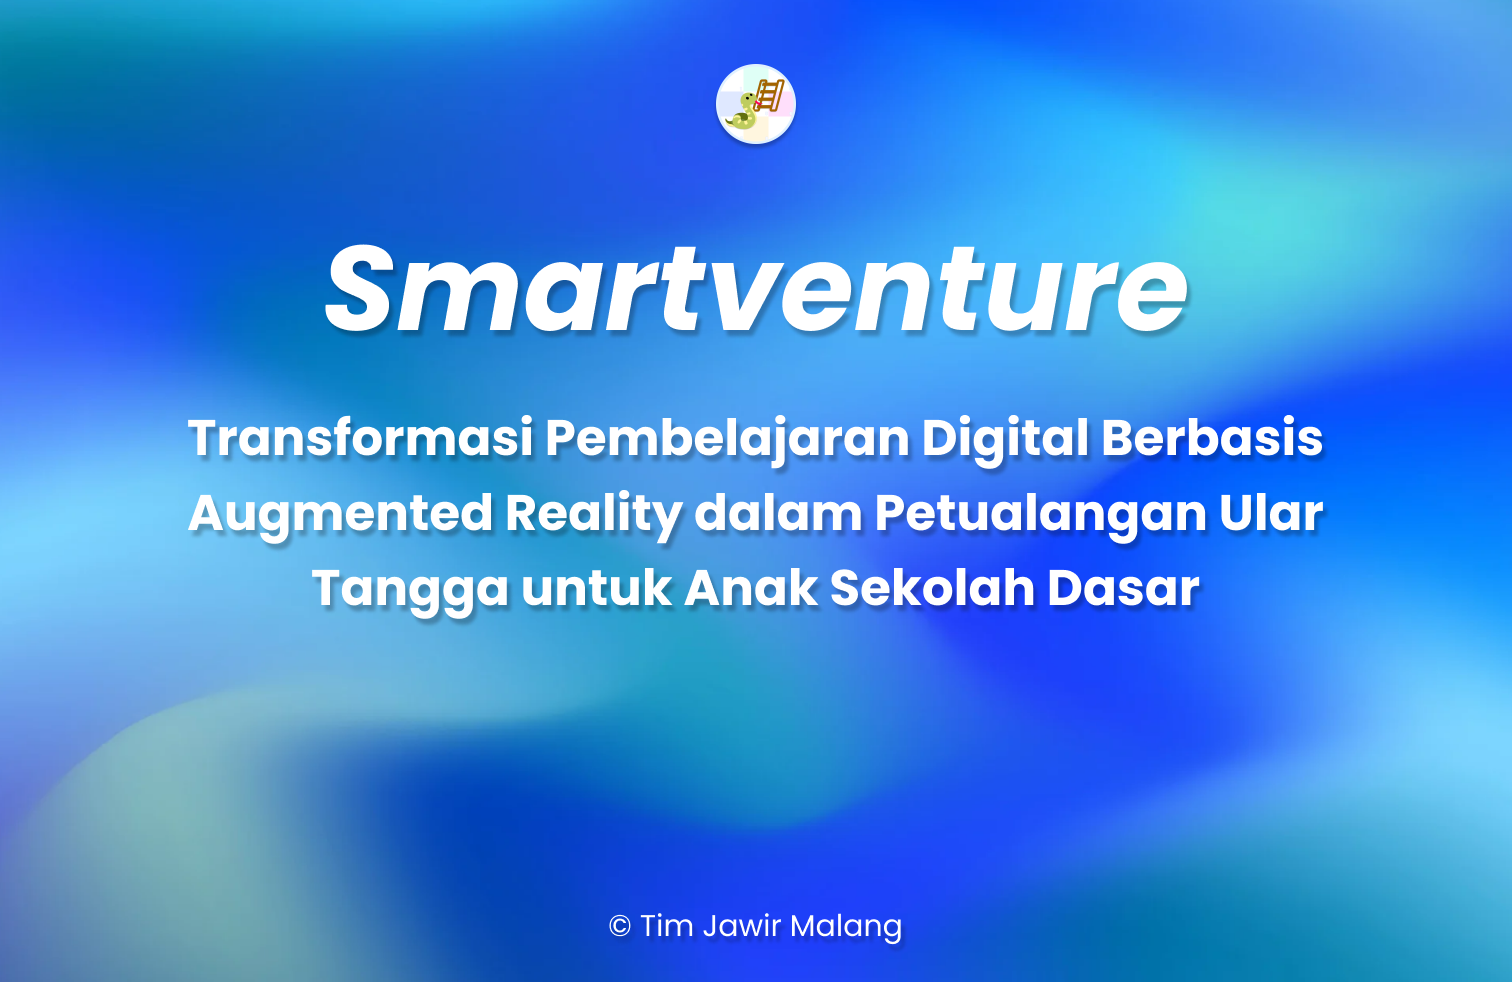 Smartventure
Transformasi Pembelajaran Digital Berbasis
Augmented Reality dalam Petualangan Ular
Tangga untuk Anak Sekolah Dasar
© Tim Jawir Malang